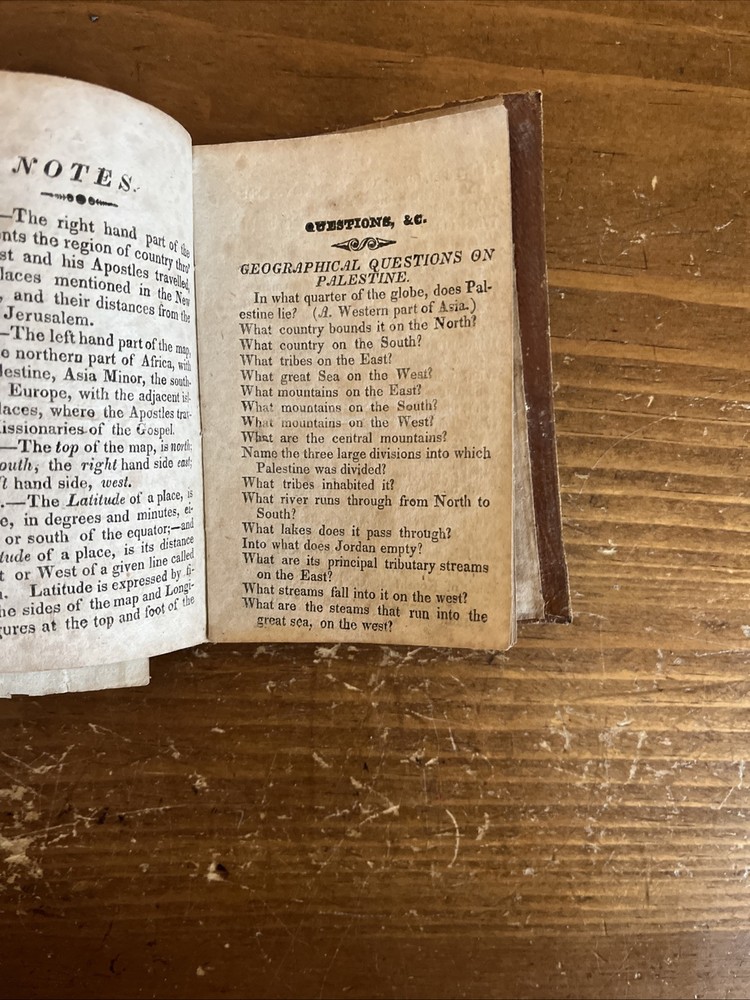 NOTES.
—The right hand part of the
nts the region of country thro'
st and his Apostles travelled,
laces mentioned in the New
, and their distances from the
Jerusalem.
—The left hand part of the map,
e northern part of Africa, with
lestine, Asia Minor, the south-
Europe, with the adjacent isl-
laces, where the Apostles trav-
issionaries of the Gospel.
—The top of the map, is north;
outh, the right hand side east;
ft hand side, west.
.—The Latitude of a place, is
e, in degrees and minutes, ei-
or south of the equator;—and
tude of a place, is its distance
t or West of a given line called
n. Latitude is expressed by fi-
he sides of the map and Longi-
gures at the top and foot of the
QUESTIONS, &C.
GEOGRAPHICAL QUESTIONS ON
PALESTINE.
In what quarter of the globe, does Pal-
estine lie? (A. Western part of Asia.)
What country bounds it on the North?
What country on the South?
What tribes on the East?
What great Sea on the West?
What mountains on the East?
What mountains on the South?
What mountains on the West?
What are the central mountains?
Name the three large divisions into which
Palestine was divided?
What tribes inhabited it?
What river runs through from North to
South?
What lakes does it pass through?
Into what does Jordan empty?
What are its principal tributary streams
on the East?
What streams fall into it on the west?
What are the steams that run into the
great sea, on the west?